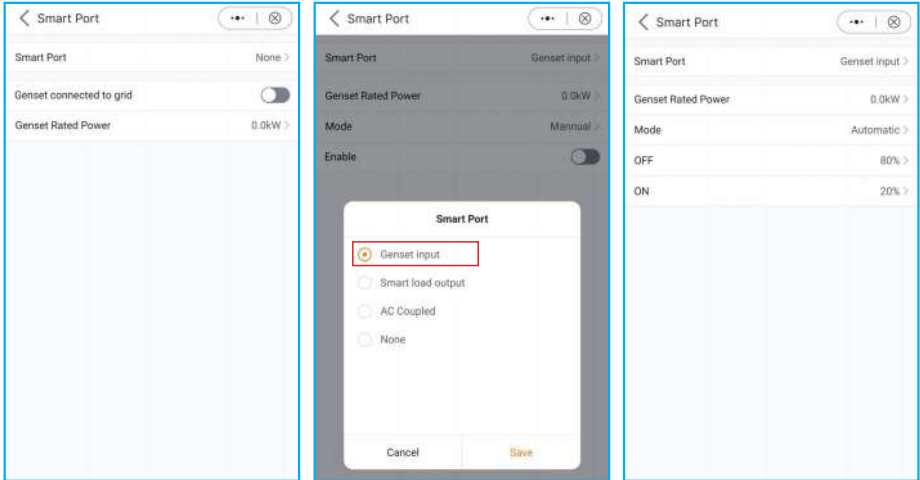 Smart Port
Smart Port None
Genset connected to grid
Genset Rated Power 0.0kW
Smart Port
Smart Port Genset input
Genset Rated Power 0.0kW
Mode Mannual
Enable
Smart Port
Genset input
Smart load output
AC Coupled
None
Cancel Save
Smart Port
Smart Port Genset input
Genset Rated Power 0.0kW
Mode Automatic
OFF 80%
ON 20%